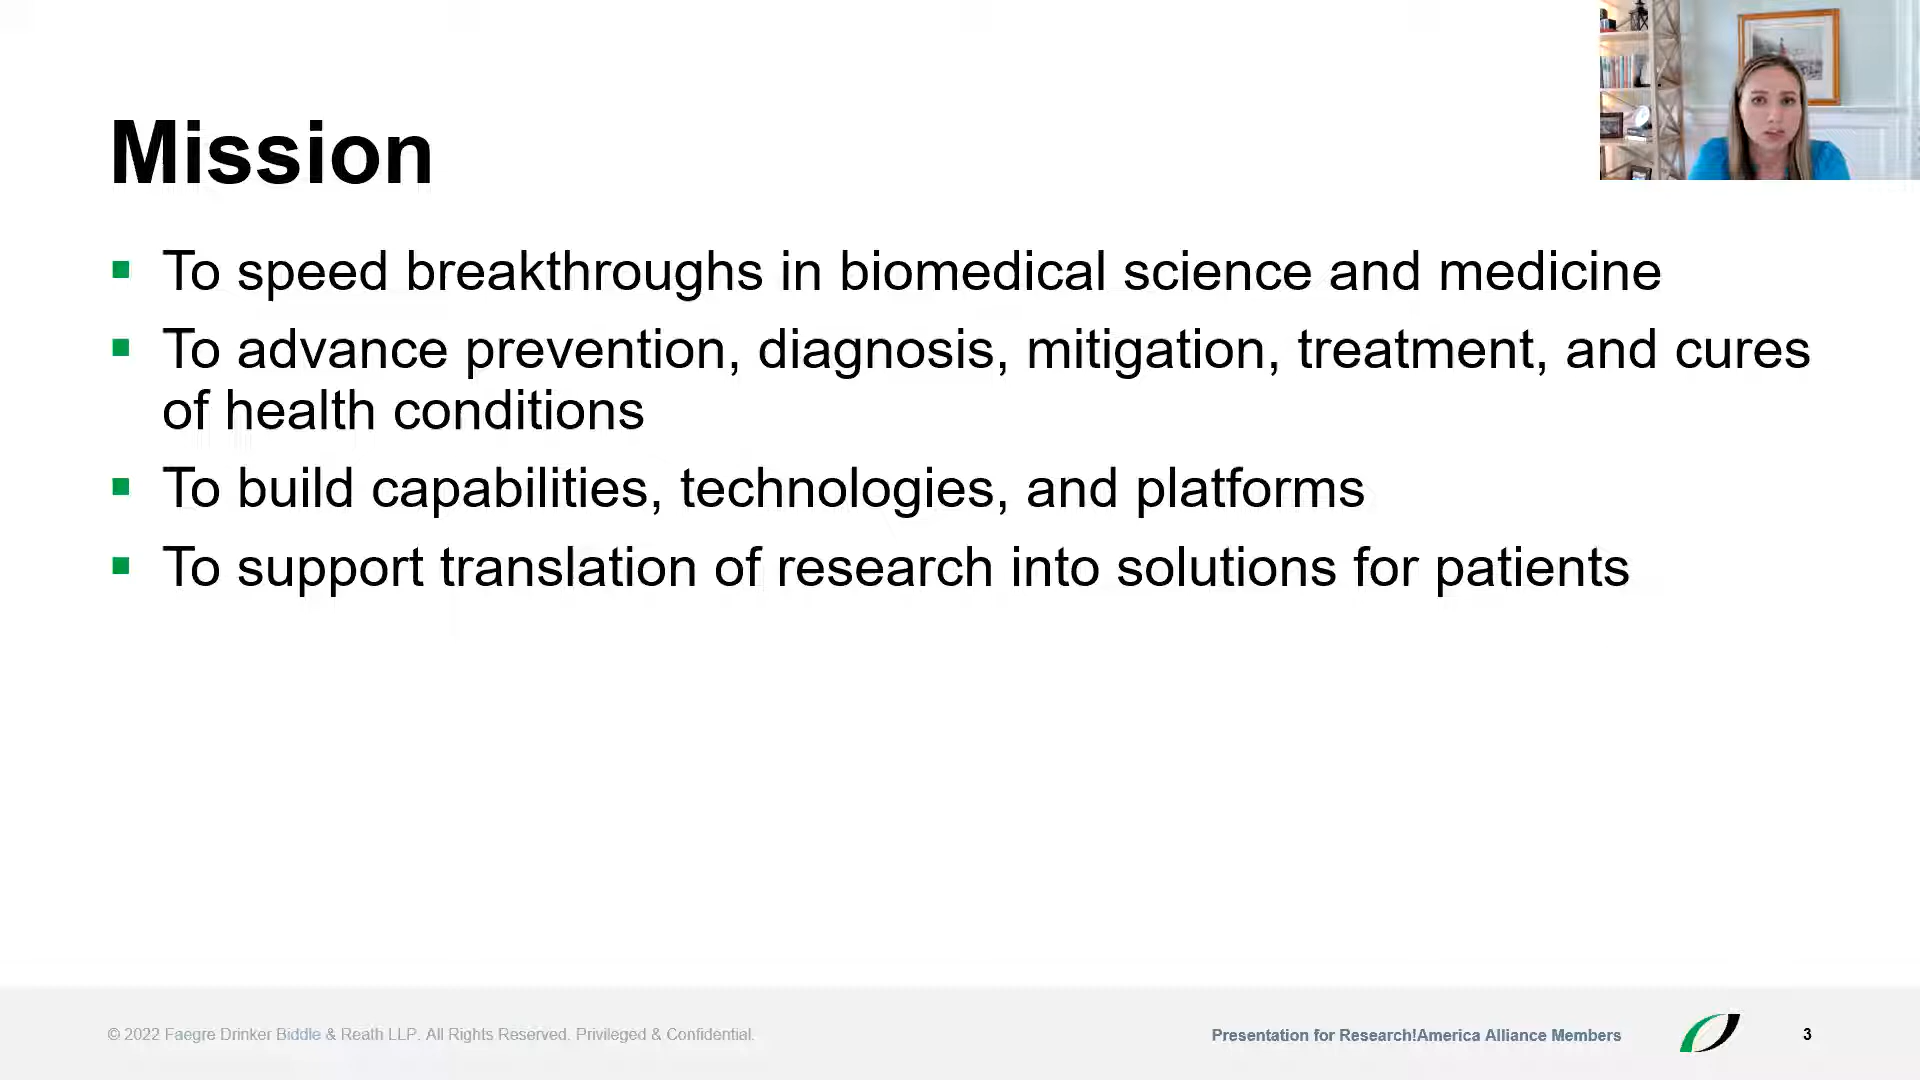 Mission
To speed breakthroughs in biomedical science and medicine
To advance prevention, diagnosis, mitigation, treatment, and cures
of health conditions
To build capabilities, technologies, and platforms
To support translation of research into solutions for patients
© 2022 Faegre Drinker Biddle & Reath LLP. All Rights Reserved. Privileged & Confidential.
Presentation for Research!America Alliance Members
3